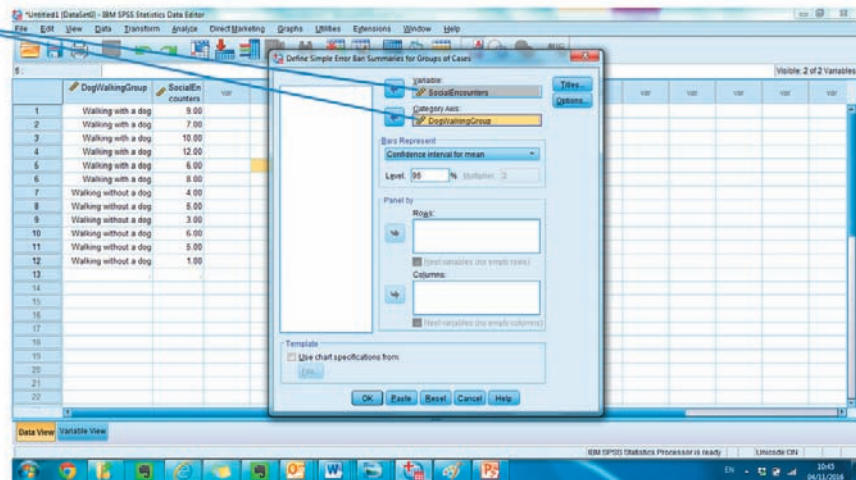 *Untitled1 [DataSet0] - IBM SPSS Statistics Data Editor
File Edit View Data Transform Analyze Direct Marketing Graphs Utilities Extensions Window Help
5 :
Visible: 2 of 2 Variables
DogWalkingGroup SocialEncounters var var var var var var
1 Walking with a dog 9.00
2 Walking with a dog 7.00
3 Walking with a dog 10.00
4 Walking with a dog 12.00
5 Walking with a dog 6.00
6 Walking with a dog 8.00
7 Walking without a dog 4.00
8 Walking without a dog 5.00
9 Walking without a dog 3.00
10 Walking without a dog 6.00
11 Walking without a dog 5.00
12 Walking without a dog 1.00
13 . .
14
15
16
17
18
19
20
21
22
Data View Variable View
Define Simple Error Bar: Summaries for Groups of Cases
Variable:
SocialEncounters
Titles...
Category Axis:
DogWalkingGroup
Options...
Bars Represent
Confidence interval for mean
Level: 95 % Multiplier: 2
Panel by
Rows:
Nest variables (no empty rows)
Columns:
Nest variables (no empty columns)
Template
Use chart specifications from:
File...
OK Paste Reset Cancel Help
IBM SPSS Statistics Processor is ready Unicode:ON
EN 10:45
04/11/2016